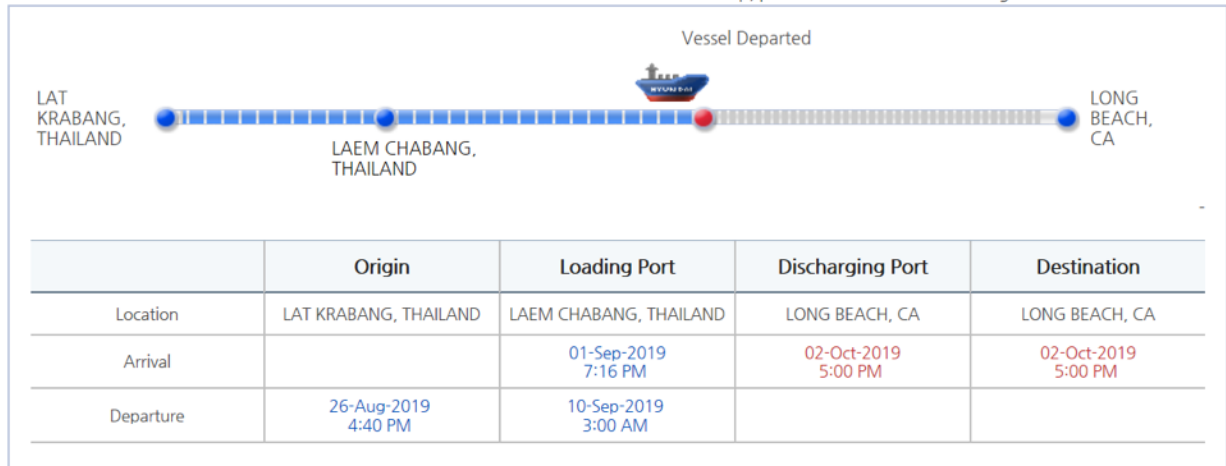 Vessel Departed
HYUNDAI
LAT
KRABANG,
THAILAND
LONG
BEACH,
CA
LAEM CHABANG,
THAILAND
-
Origin Loading Port Discharging Port Destination
Location LAT KRABANG, THAILAND LAEM CHABANG, THAILAND LONG BEACH, CA LONG BEACH, CA
Arrival 01-Sep-2019 7:16 PM 02-Oct-2019 5:00 PM 02-Oct-2019 5:00 PM
Departure 26-Aug-2019 4:40 PM 10-Sep-2019 3:00 AM